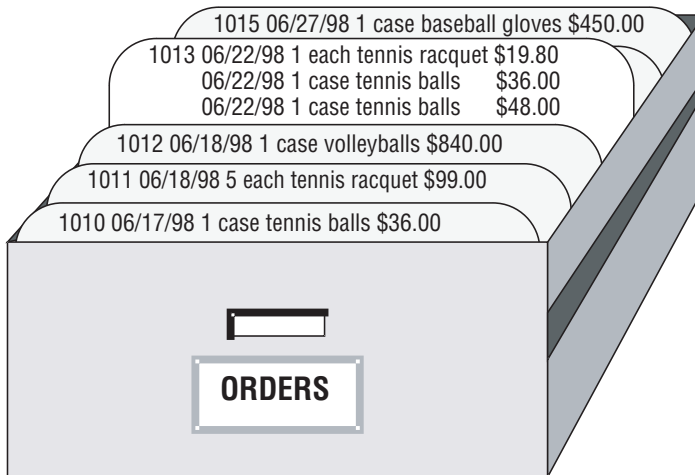 1015 06/27/98 1 case baseball gloves $450.00
1013 06/22/98 1 each tennis racquet $19.80
06/22/98 1 case tennis balls $36.00
06/22/98 1 case tennis balls $48.00
1012 06/18/98 1 case volleyballs $840.00
1011 06/18/98 5 each tennis racquet $99.00
1010 06/17/98 1 case tennis balls $36.00
ORDERS